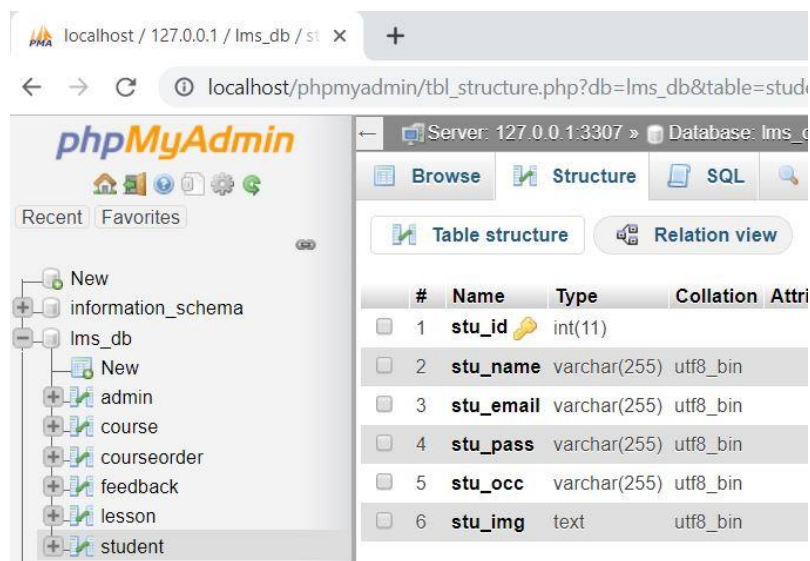 localhost / 127.0.0.1 / lms_db / st
localhost/phpmyadmin/tbl_structure.php?db=lms_db&table=stude
phpMyAdmin
Recent Favorites
New
information_schema
lms_db
New
admin
course
courseorder
feedback
lesson
student
Server: 127.0.0.1:3307 » Database: lms_d
Browse Structure SQL
Table structure Relation view
# Name Type Collation Attri
1 stu_id int(11)
2 stu_name varchar(255) utf8_bin
3 stu_email varchar(255) utf8_bin
4 stu_pass varchar(255) utf8_bin
5 stu_occ varchar(255) utf8_bin
6 stu_img text utf8_bin